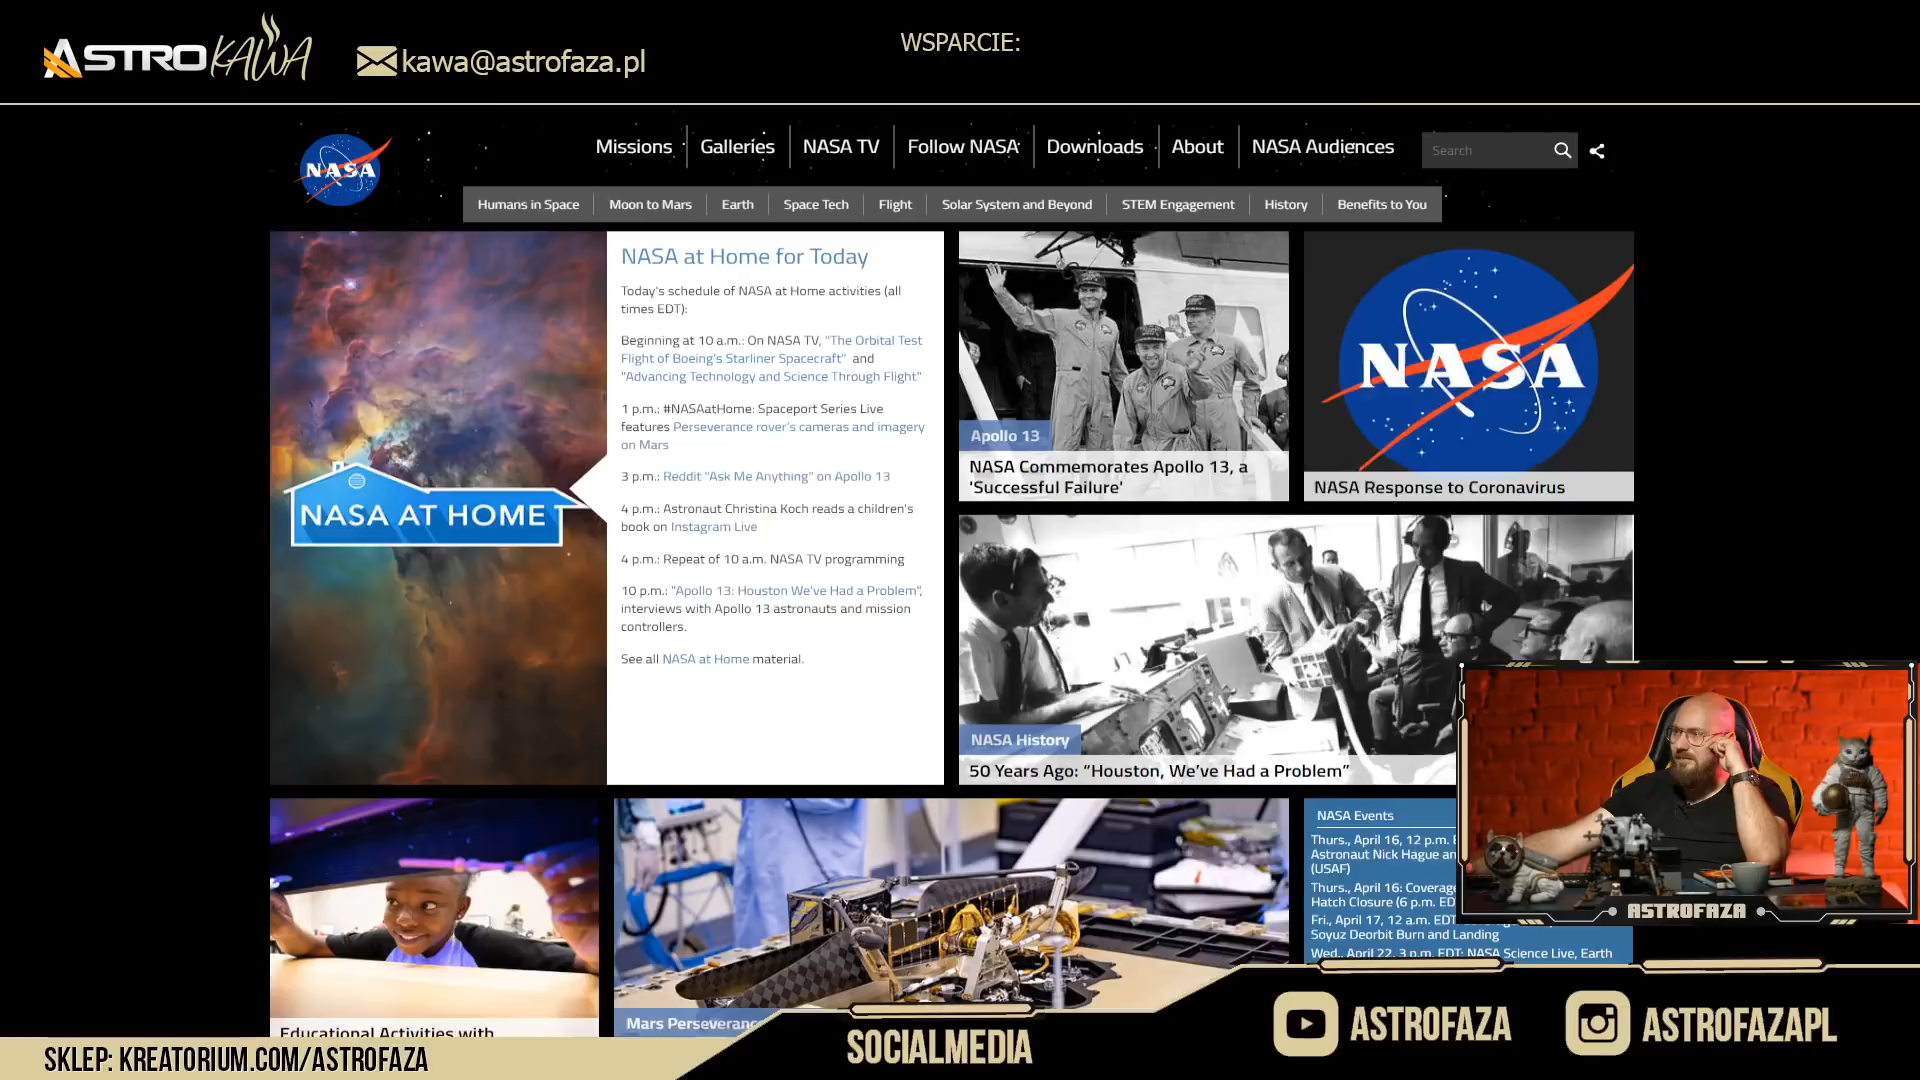 ASTRO KAWA
kawa@astrofaza.pl
WSPARCIE:
NASA
Missions
Galleries
NASA TV
Follow NASA
Downloads
About
NASA Audiences
Search
Humans in Space
Moon to Mars
Earth
Space Tech
Flight
Solar System and Beyond
STEM Engagement
History
Benefits to You
NASA AT HOME
NASA at Home for Today
Today's schedule of NASA at Home activities (all
times EDT):
Beginning at 10 a.m.: On NASA TV, "The Orbital Test
Flight of Boeing's Starliner Spacecraft" and
"Advancing Technology and Science Through Flight"
1 p.m.: #NASAatHome: Spaceport Series Live
features Perseverance rover's cameras and imagery
on Mars
3 p.m.: Reddit "Ask Me Anything" on Apollo 13
4 p.m.: Astronaut Christina Koch reads a children's
book on Instagram Live
4 p.m.: Repeat of 10 a.m. NASA TV programming
10 p.m.: "Apollo 13: Houston We've Had a Problem",
interviews with Apollo 13 astronauts and mission
controllers.
See all NASA at Home material.
Apollo 13
NASA Commemorates Apollo 13, a
'Successful Failure'
NASA
NASA Response to Coronavirus
NASA History
50 Years Ago: “Houston, We’ve Had a Problem”
Educational Activities with
Mars Perseveranc
NASA Events
Thurs., April 16, 12 p.m. E
Astronaut Nick Hague an
(USAF)
Thurs., April 16: Coverage
Hatch Closure (6 p.m. ED
Fri., April 17, 12 a.m. EDT
Soyuz Deorbit Burn and Landing
Wed., April 22, 3 p.m. EDT: NASA Science Live, Earth
ASTROFAZA
SKLEP: KREATORIUM.COM/ASTROFAZA
SOCIALMEDIA
ASTROFAZA
ASTROFAZAPL